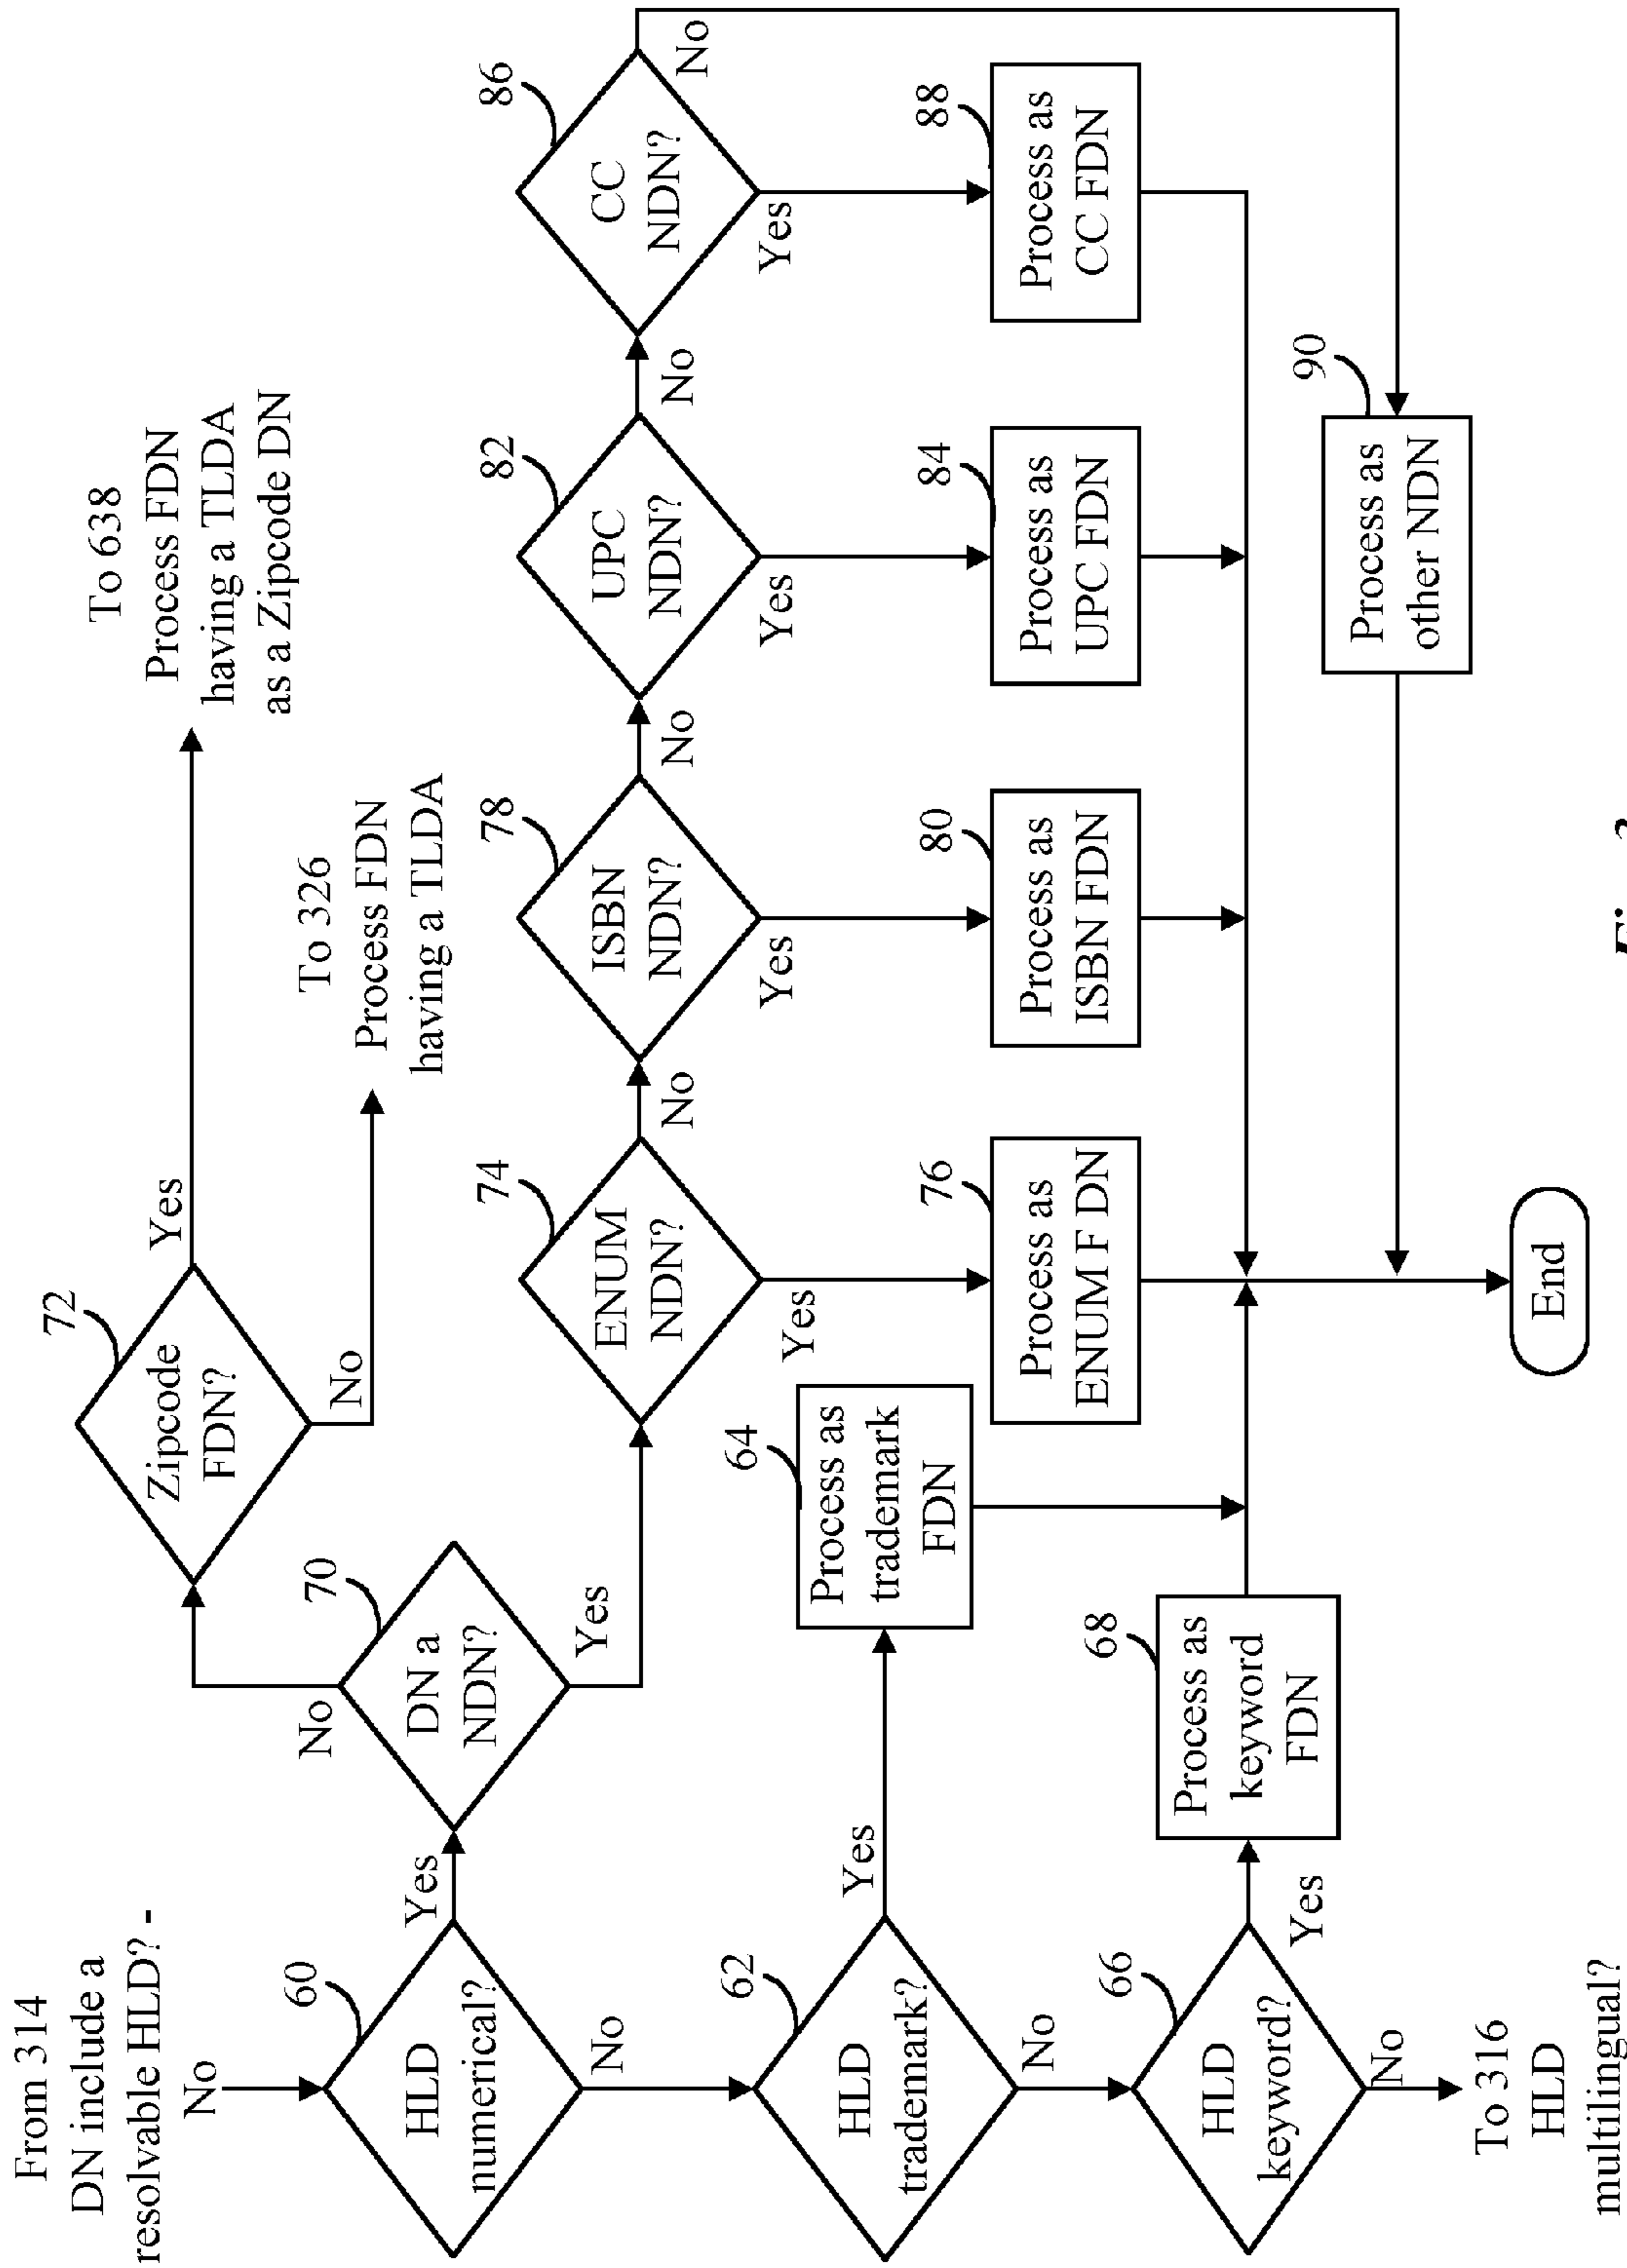 From 314
DN include a
resolvable HLD? -
No
60
HLD
numerical?
Yes
No
70
DN a
NDN?
No
Yes
72
Zipcode
FDN?
Yes
No
To 638
Process FDN
having a TLDA
as a Zipcode DN
To 326
Process FDN
having a TLDA
74
ENUM
NDN?
No
Yes
78
ISBN
NDN?
No
Yes
82
UPC
NDN?
No
Yes
86
CC
NDN?
No
Yes
62
HLD
trademark?
Yes
No
64
Process as
trademark
FDN
76
Process as
ENUM F DN
80
Process as
ISBN FDN
84
Process as
UPC FDN
88
Process as
CC FDN
66
HLD
keyword?
Yes
No
68
Process as
keyword
FDN
90
Process as
other NDN
End
To 316
HLD
multilingual?